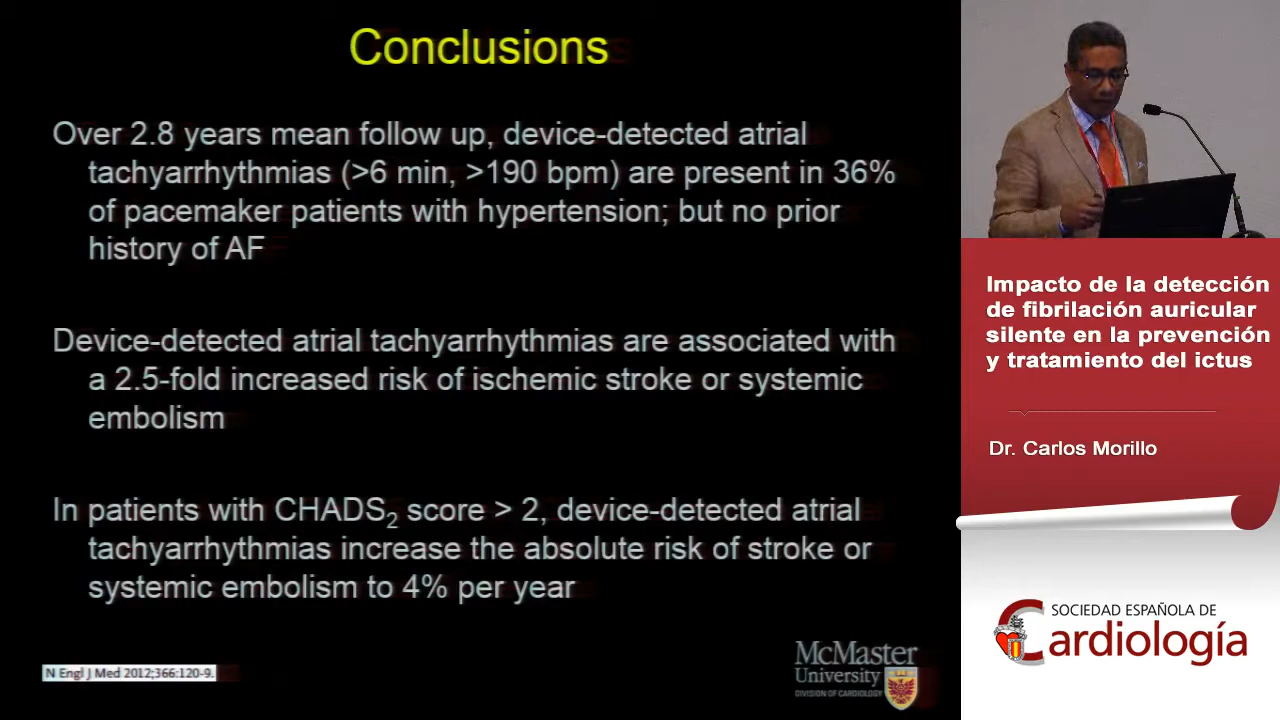 Conclusions
Over 2.8 years mean follow up, device-detected atrial
tachyarrhythmias (>6 min, >190 bpm) are present in 36%
of pacemaker patients with hypertension; but no prior
history of AF
Device-detected atrial tachyarrhythmias are associated with
a 2.5-fold increased risk of ischemic stroke or systemic
embolism
In patients with CHADS₂ score > 2, device-detected atrial
tachyarrhythmias increase the absolute risk of stroke or
systemic embolism to 4% per year
N Engl J Med 2012;366:120-9.
McMaster
University
DIVISION OF CARDIOLOGY
Impacto de la detección
de fibrilación auricular
silente en la prevención
y tratamiento del ictus
Dr. Carlos Morillo
SOCIEDAD ESPAÑOLA DE
Cardiología